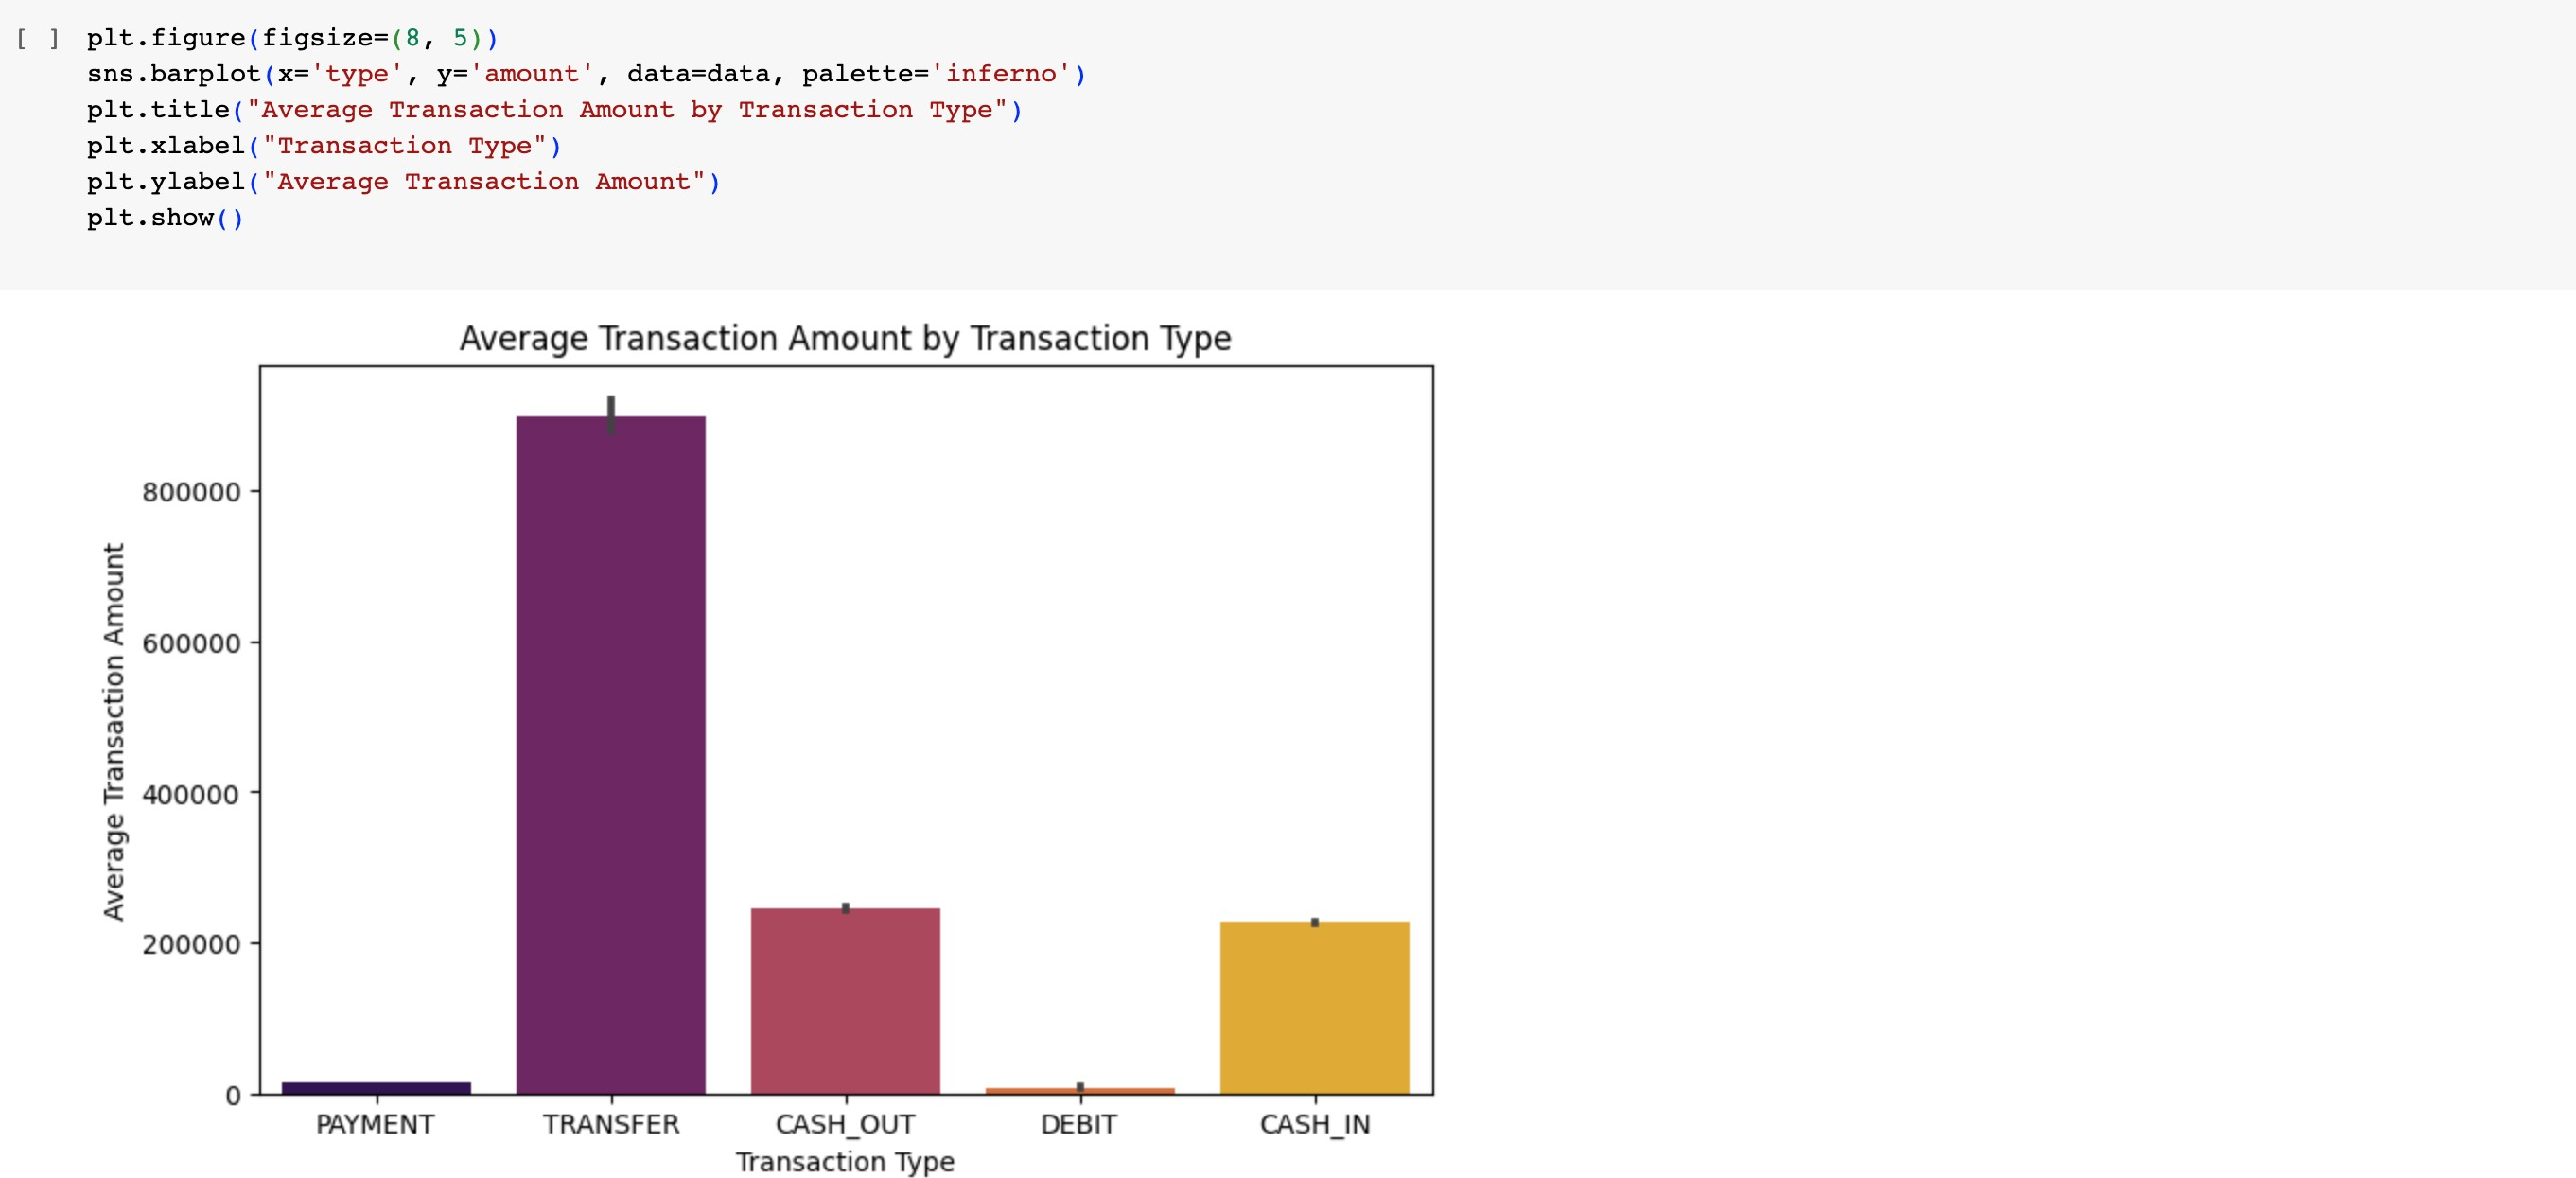 [ ] plt.figure(figsize=(8, 5))
sns.barplot(x='type', y='amount', data=data, palette='inferno')
plt.title("Average Transaction Amount by Transaction Type")
plt.xlabel("Transaction Type")
plt.ylabel("Average Transaction Amount")
plt.show()
Average Transaction Amount by Transaction Type
Average Transaction Amount
800000
600000
400000
200000
0
PAYMENT TRANSFER CASH_OUT DEBIT CASH_IN
Transaction Type